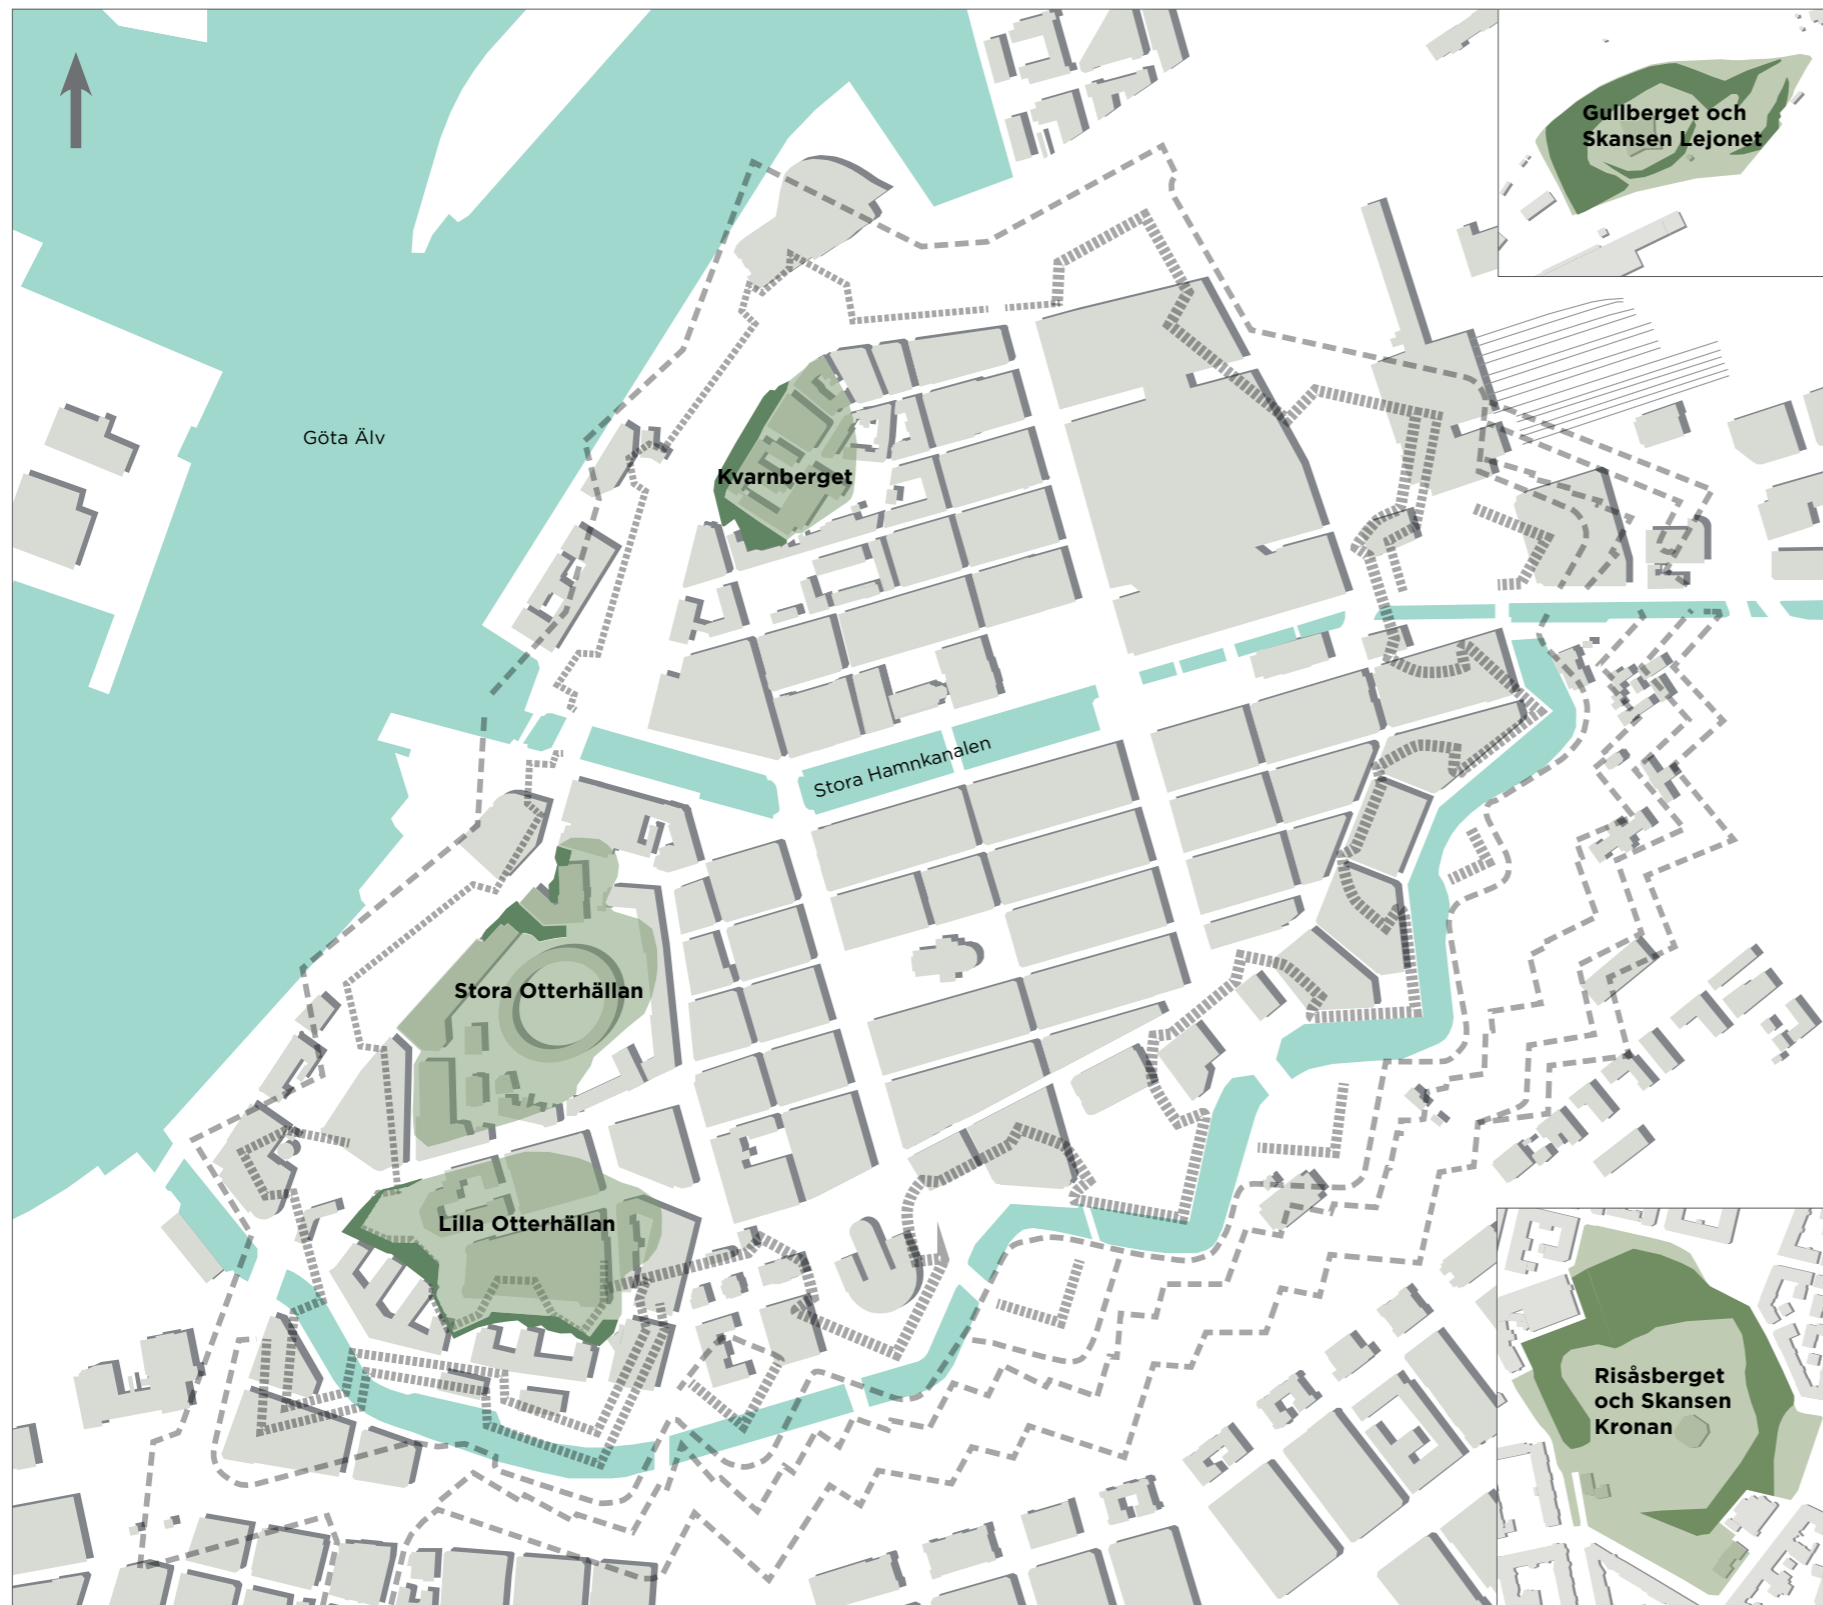 Gullberget och
Skansen Lejonet
Göta Älv
Kvarnberget
Stora Hamnkanalen
Stora Otterhällan
Lilla Otterhällan
Risåsberget
och Skansen
Kronan